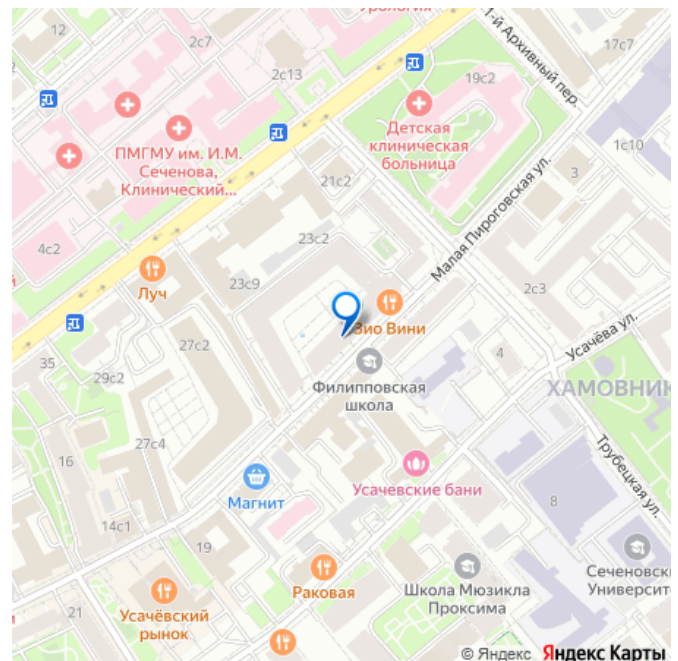 Урология
12
2с7
2с13
19с2
1-й Архивный пер.
17с7
Детская
клиническая
больница
1с10
ПМГМУ им. И.М.
Сеченова,
Клинический...
21с2
3
Малая Пироговская ул.
4с2
23с2
Луч
23с9
2с3
Зио Вини
Усачёва ул.
27с2
35
29с2
4
Филипповская
школа
ХАМОВНИК
27с4
16
Трубецкая ул.
Усачевские бани
Магнит
8
14с1
19
Сеченовск
Университ
Раковая
Школа Мюзикла
Проксима
Усачёвский
рынок
21
© Яндекс Яндекс Карты